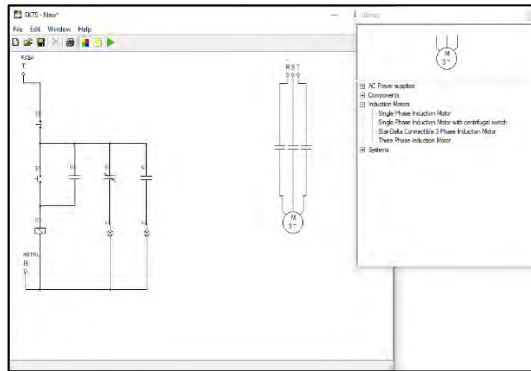 EKTS - New*
File Edit Window Help
R S T
M
3~
Library
M
3~
AC Power supplies
Components
Induction Motors
Single Phase Induction Motor
Single Phase Induction Motor with centrifugal switch
Star-Delta Connectible 3 Phase Induction Motor
Three Phase Induction Motor
Systems